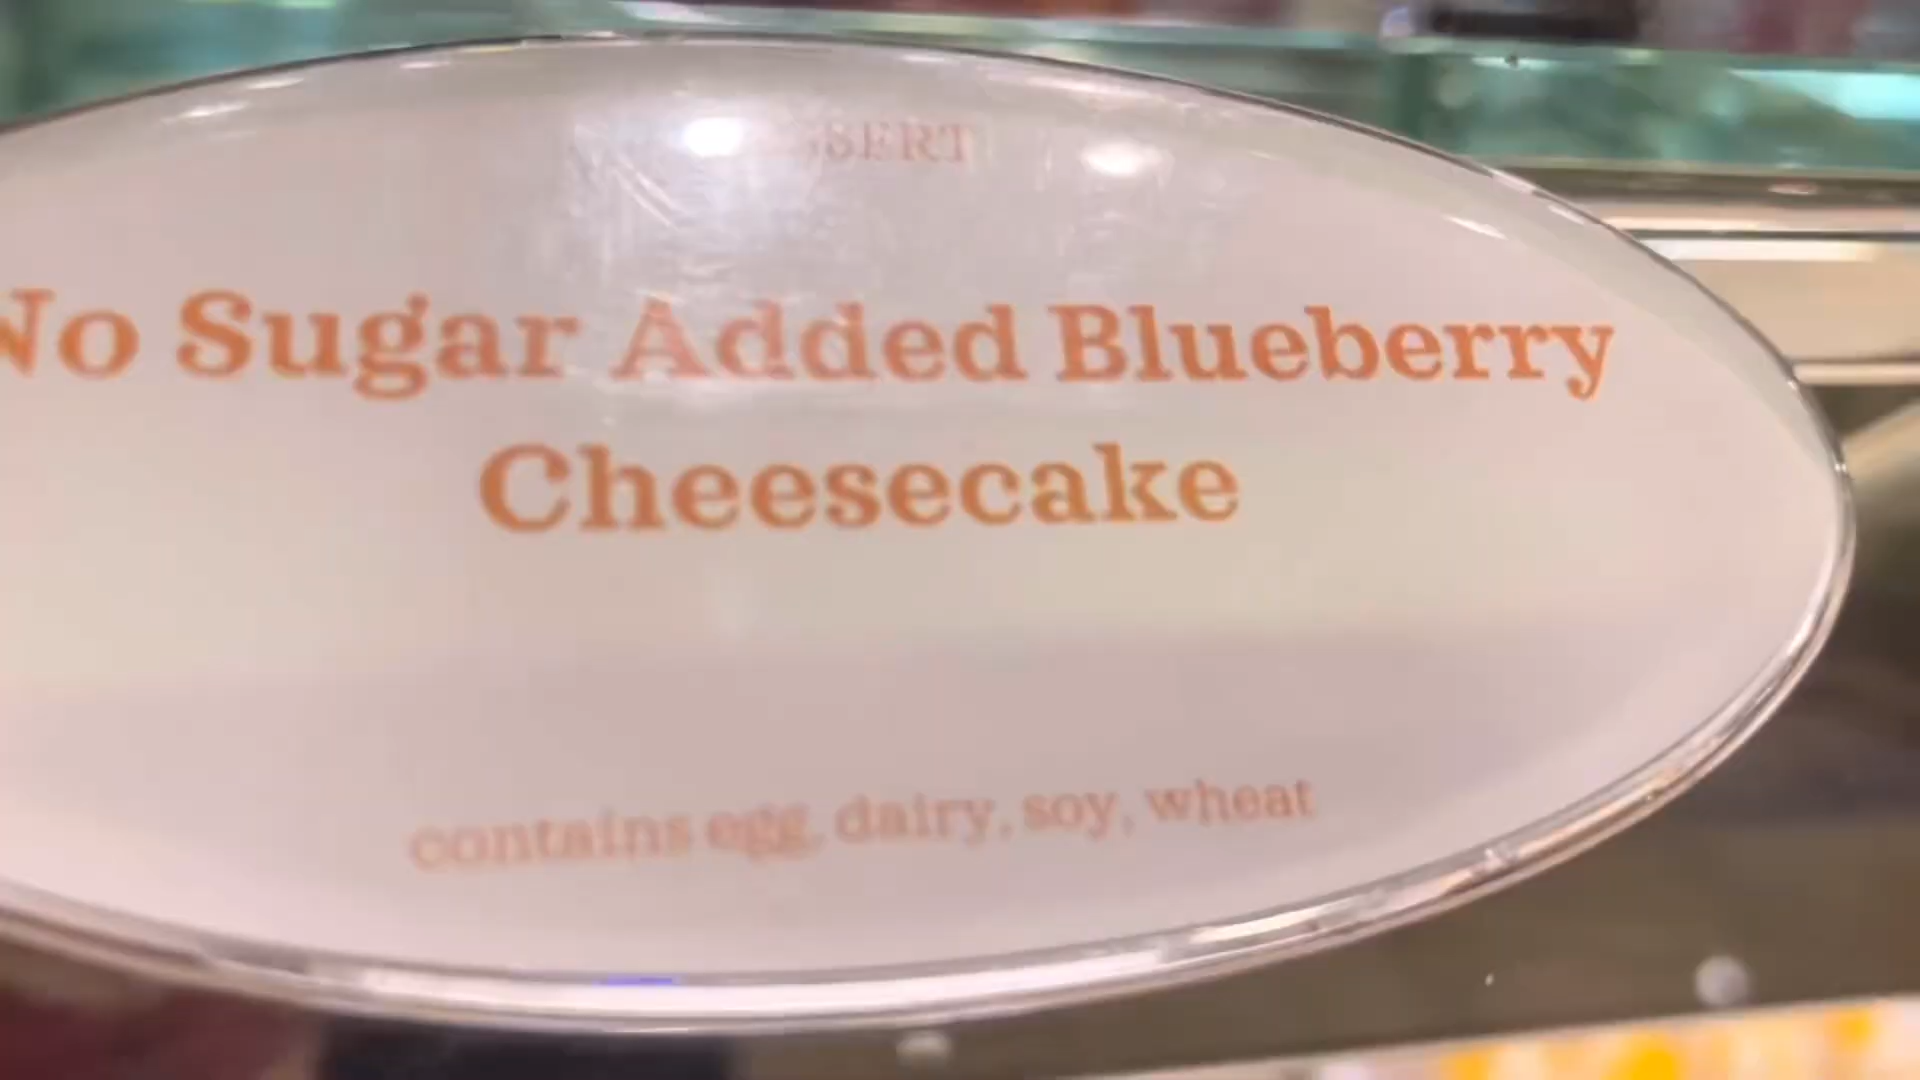 No Sugar Added Blueberry
Cheesecake
contains egg, dairy, soy, wheat